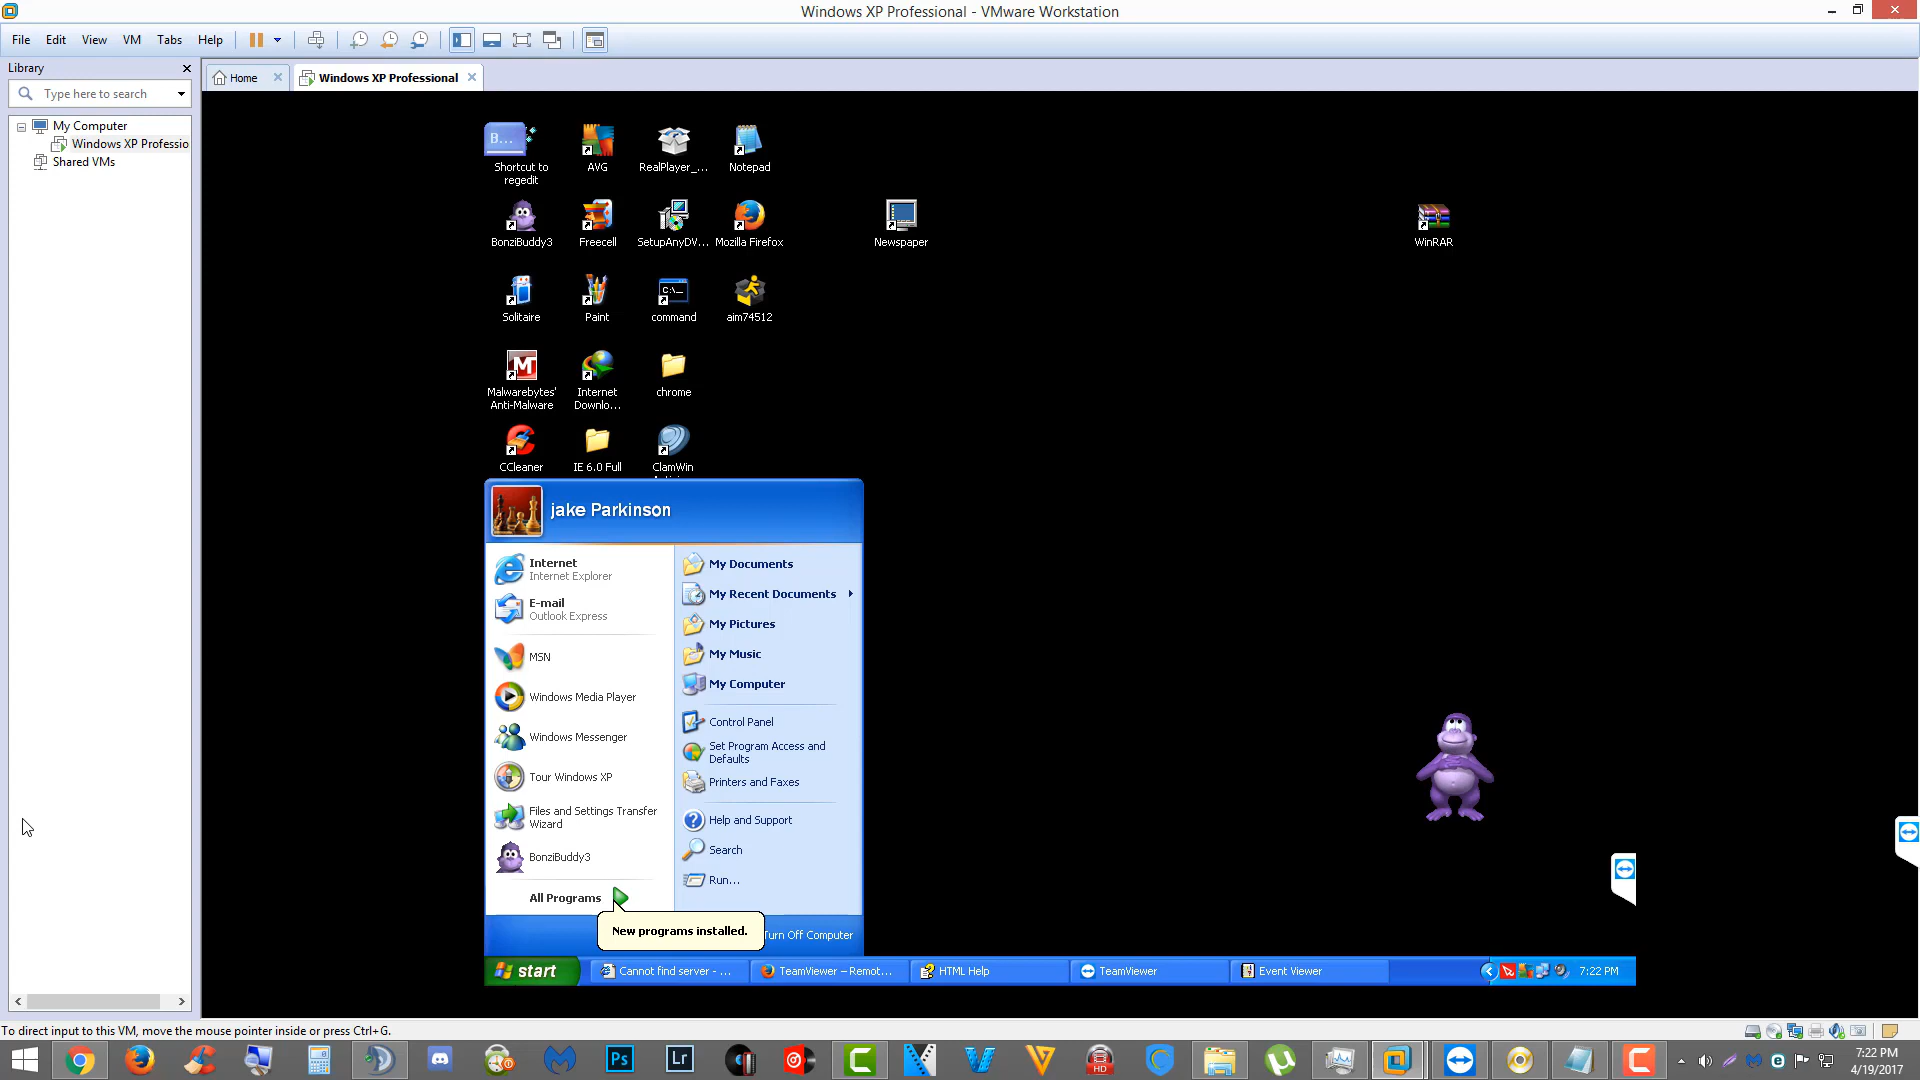 Windows XP Professional - VMware Workstation
File Edit View VM Tabs Help
Library
Home
Windows XP Professional
Type here to search
My Computer
Windows XP Professio
Shared VMs
B...
Shortcut to
regedit
AVG
RealPlayer_...
Notepad
BonziBuddy3
Freecell
SetupAnyDV...
Mozilla Firefox
Newspaper
WinRAR
Solitaire
Paint
C:\_
command
aim74512
Malwarebytes'
Anti-Malware
Internet
Downlo...
chrome
CCleaner
IE 6.0 Full
ClamWin
jake Parkinson
Internet
Internet Explorer
E-mail
Outlook Express
MSN
Windows Media Player
Windows Messenger
Tour Windows XP
Files and Settings Transfer
Wizard
BonziBuddy3
All Programs
My Documents
My Recent Documents
My Pictures
My Music
My Computer
Control Panel
Set Program Access and
Defaults
Printers and Faxes
Help and Support
Search
Run...
New programs installed.
Turn Off Computer
start
Cannot find server - ...
TeamViewer – Remot...
HTML Help
TeamViewer
Event Viewer
7:22 PM
To direct input to this VM, move the mouse pointer inside or press Ctrl+G.
Ps
Lr
HD
7:22 PM
4/19/2017